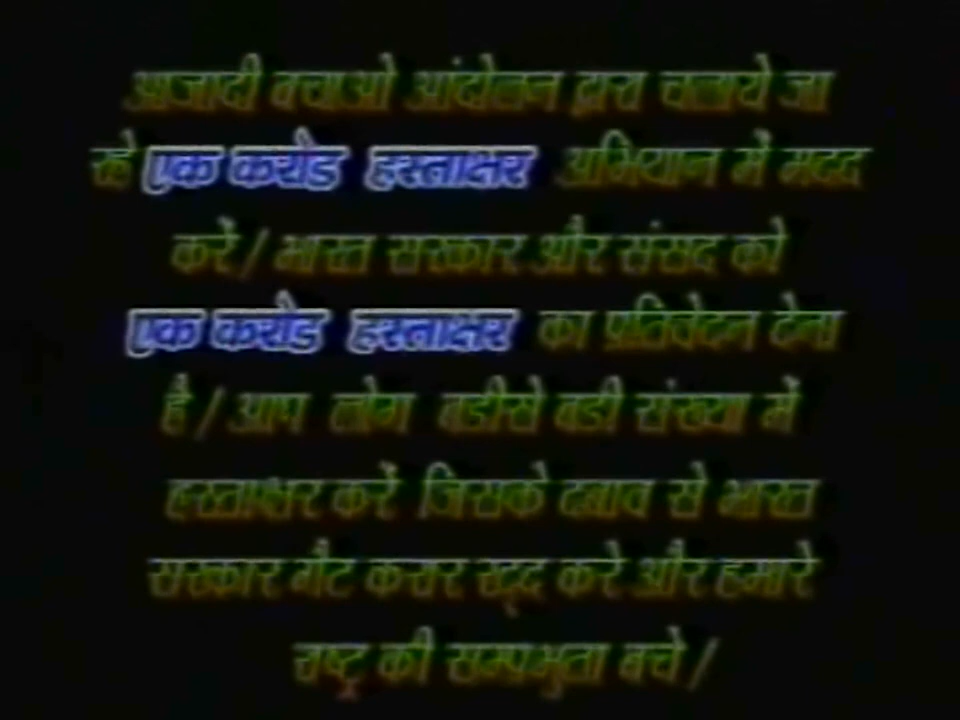 आजादी बचाओ आंदोलन द्वारा चलाये जा
रहे एक करोड हस्ताक्षर अभियान में मदद
करें / भारत सरकार और संसद को
एक करोड हस्ताक्षर का प्रतिवेदन देना
है / आप लोग बडीसे बडी संख्या में
हस्ताक्षर करें जिसके दबाव से भारत
सरकार गैट करार रद्द करे और हमारे
राष्ट्र की सम्प्रभुता बचे /